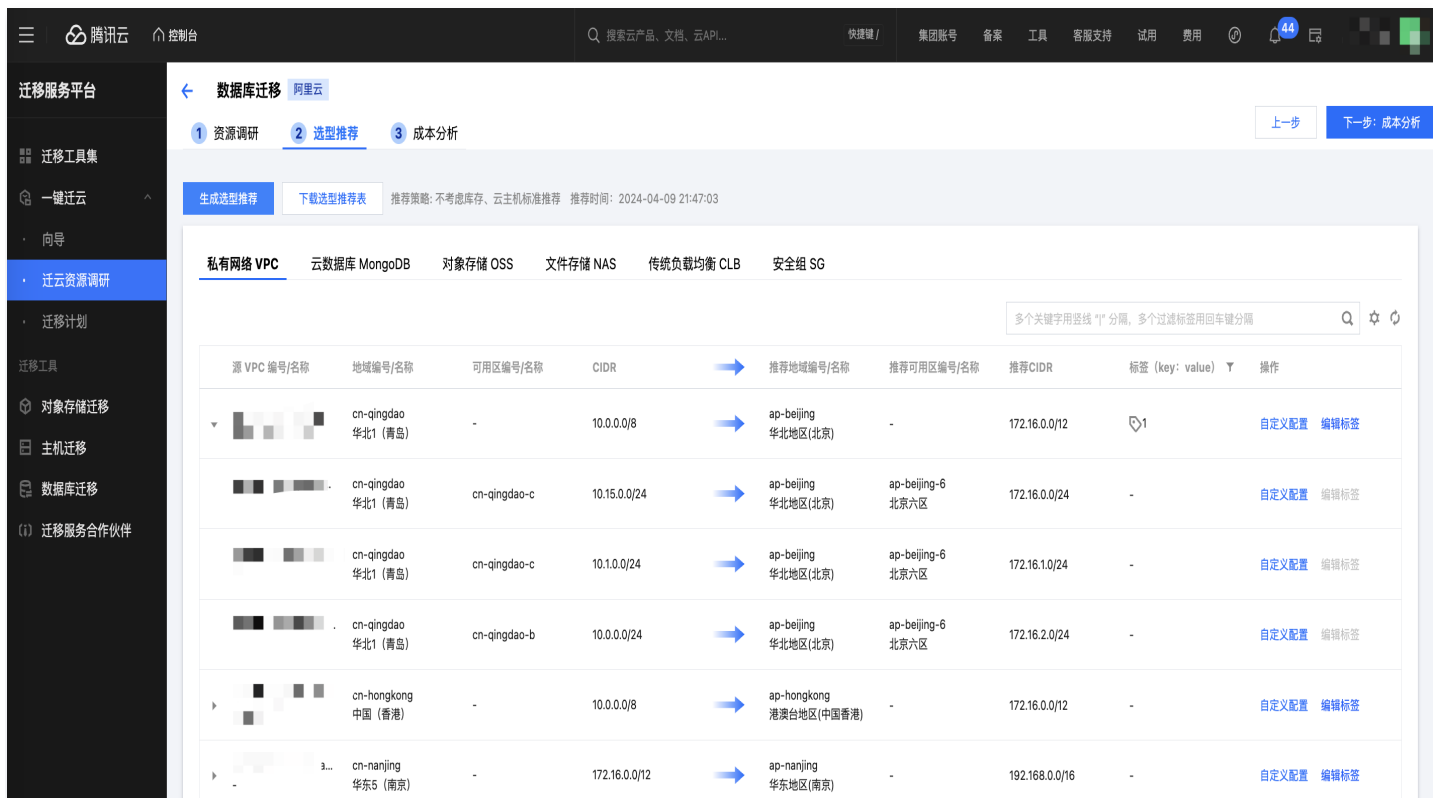 腾讯云 控制台 搜索云产品、文档、云API... 快捷键 / 集团账号 备案 工具 客服支持 试用 费用 44
迁移服务平台
迁移工具集
一键迁云
向导
迁云资源调研
迁移计划
迁移工具
对象存储迁移
主机迁移
数据库迁移
迁移服务合作伙伴
数据库迁移 阿里云
1 资源调研 2 选型推荐 3 成本分析
上一步 下一步：成本分析
生成选型推荐 下载选型推荐表 推荐策略: 不考虑库存、云主机标准推荐 推荐时间：2024-04-09 21:47:03
私有网络 VPC 云数据库 MongoDB 对象存储 OSS 文件存储 NAS 传统负载均衡 CLB 安全组 SG
多个关键字用竖线 "|" 分隔，多个过滤标签用回车键分隔
源 VPC 编号/名称 地域编号/名称 可用区编号/名称 CIDR 推荐地域编号/名称 推荐可用区编号/名称 推荐CIDR 标签（key：value） 操作
cn-qingdao ap-beijing
华北1（青岛） - 10.0.0.0/8 华北地区(北京) - 172.16.0.0/12 1 自定义配置 编辑标签
cn-qingdao ap-beijing ap-beijing-6
华北1（青岛） cn-qingdao-c 10.15.0.0/24 华北地区(北京) 北京六区 172.16.0.0/24 - 自定义配置 编辑标签
cn-qingdao ap-beijing ap-beijing-6
华北1（青岛） cn-qingdao-c 10.1.0.0/24 华北地区(北京) 北京六区 172.16.1.0/24 - 自定义配置 编辑标签
cn-qingdao ap-beijing ap-beijing-6
华北1（青岛） cn-qingdao-b 10.0.0.0/24 华北地区(北京) 北京六区 172.16.2.0/24 - 自定义配置 编辑标签
cn-hongkong ap-hongkong
中国（香港） - 10.0.0.0/8 港澳台地区(中国香港) - 172.16.0.0/12 - 自定义配置 编辑标签
a... cn-nanjing ap-nanjing
- 华东5（南京） - 172.16.0.0/12 华东地区(南京) - 192.168.0.0/16 - 自定义配置 编辑标签